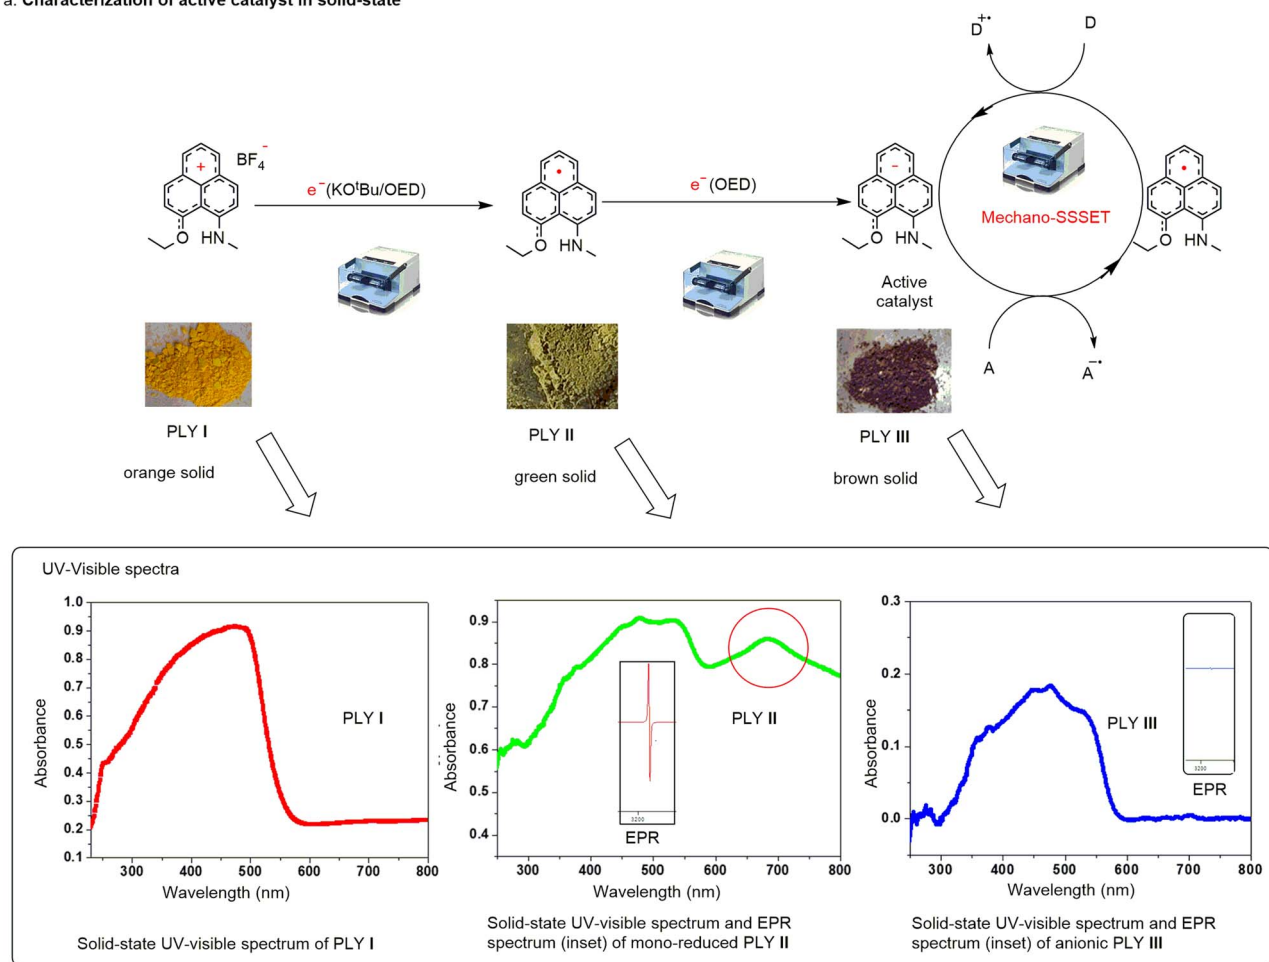 a. Characterization of active catalyst in solid-state
D+• D
+ BF4-
e- (KOtBu/OED)
•
e- (OED)
-
Mechano-SSSET
•
O HN
O HN
O HN
O HN
Active
catalyst
A A-•
PLY I
PLY II
PLY III
orange solid
green solid
brown solid
UV-Visible spectra
1.0
0.9
0.8
0.7
0.6
0.5
0.4
0.3
0.2
0.1
Absorbance
PLY I
300 400 500 600 700 800
Wavelength (nm)
Solid-state UV-visible spectrum of PLY I
0.9
0.8
0.7
0.6
0.5
0.4
Absorbance
PLY II
3200
EPR
300 400 500 600 700 800
Wavelength (nm)
Solid-state UV-visible spectrum and EPR
spectrum (inset) of mono-reduced PLY II
0.3
0.2
0.1
0.0
Absorbance
PLY III
3200
EPR
300 400 500 600 700 800
Wavelength (nm)
Solid-state UV-visible spectrum and EPR
spectrum (inset) of anionic PLY III